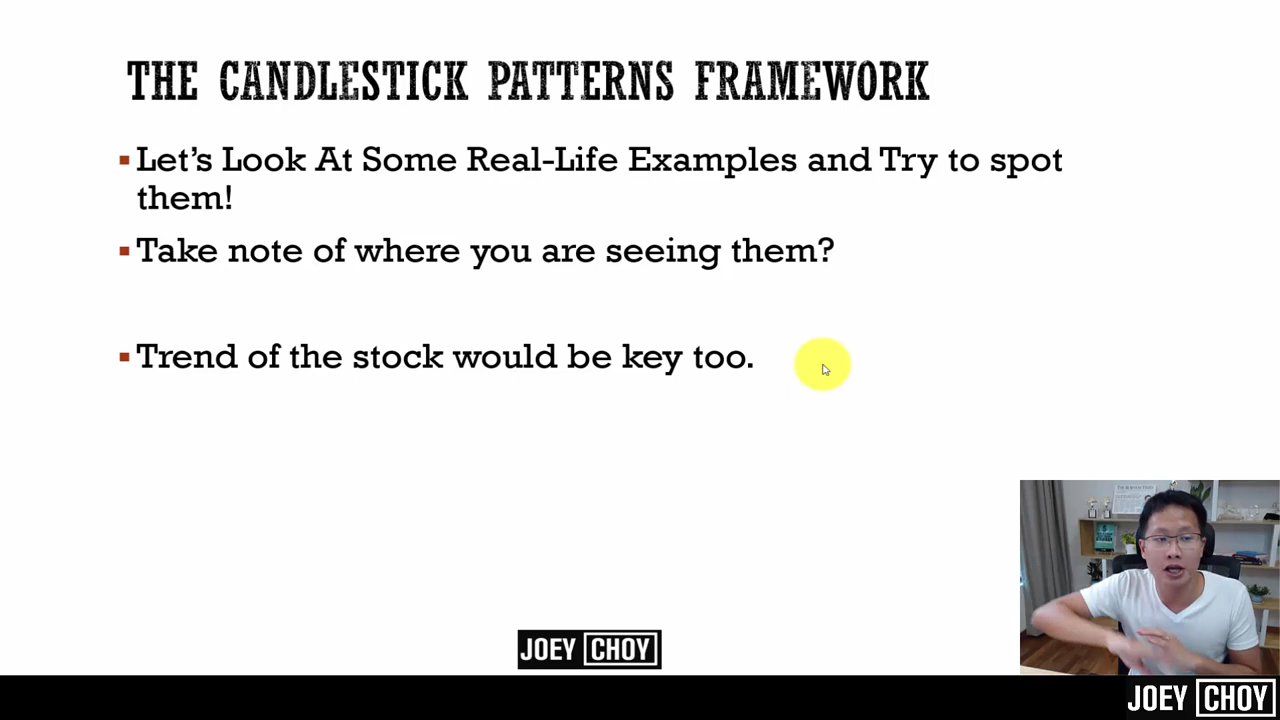 THE CANDLESTICK PATTERNS FRAMEWORK
▪ Let's Look At Some Real-Life Examples and Try to spot
them!
▪ Take note of where you are seeing them?
▪ Trend of the stock would be key too.
JOEY CHOY
JOEY CHOY